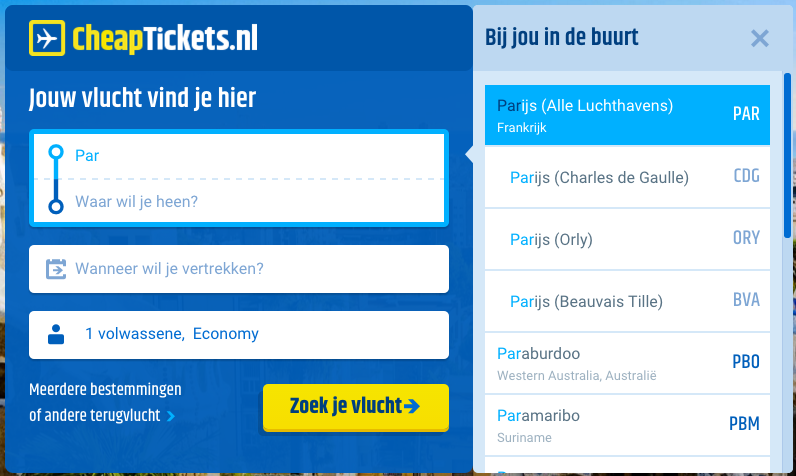 CheapTickets.nl
Jouw vlucht vind je hier
Par
Waar wil je heen?
Wanneer wil je vertrekken?
1 volwassene, Economy
Meerdere bestemmingen
of andere terugvlucht
Zoek je vlucht
Bij jou in de buurt
Parijs (Alle Luchthavens) PAR
Frankrijk
Parijs (Charles de Gaulle) CDG
Parijs (Orly) ORY
Parijs (Beauvais Tille) BVA
Paraburdoo PBO
Western Australia, Australië
Paramaribo PBM
Suriname